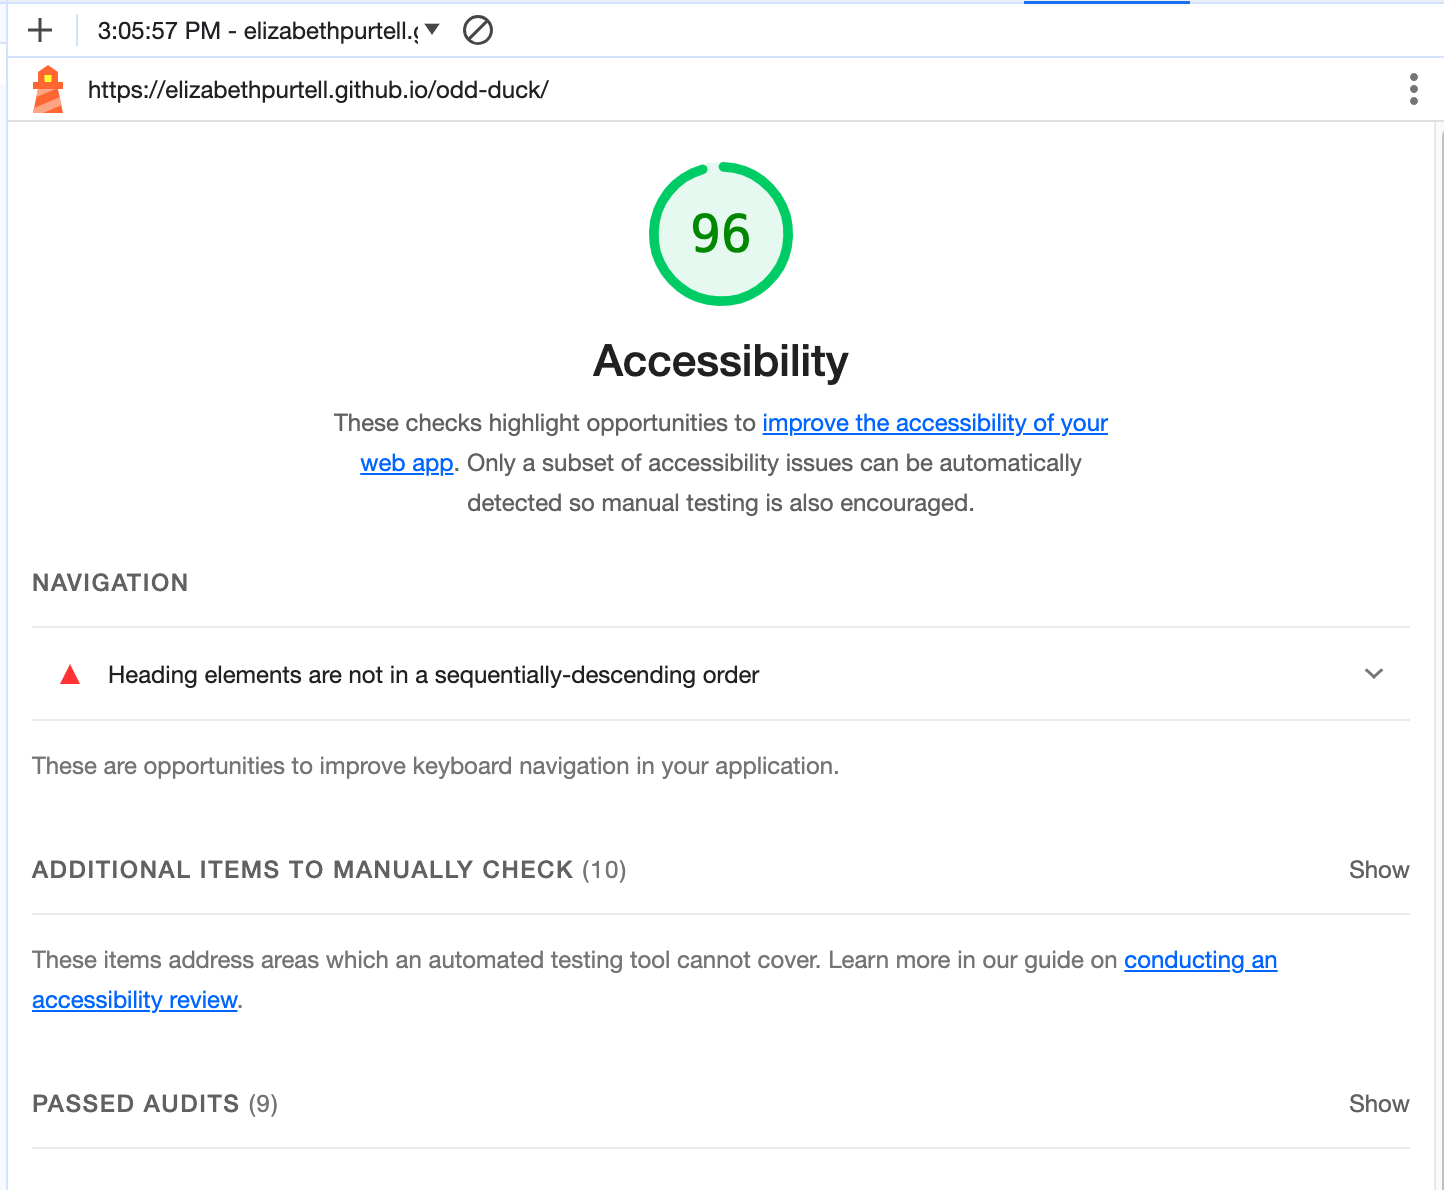 3:05:57 PM - elizabethpurtell.g
https://elizabethpurtell.github.io/odd-duck/
96
Accessibility
These checks highlight opportunities to improve the accessibility of your
web app. Only a subset of accessibility issues can be automatically
detected so manual testing is also encouraged.
NAVIGATION
Heading elements are not in a sequentially-descending order
These are opportunities to improve keyboard navigation in your application.
ADDITIONAL ITEMS TO MANUALLY CHECK (10) Show
These items address areas which an automated testing tool cannot cover. Learn more in our guide on conducting an
accessibility review.
PASSED AUDITS (9) Show